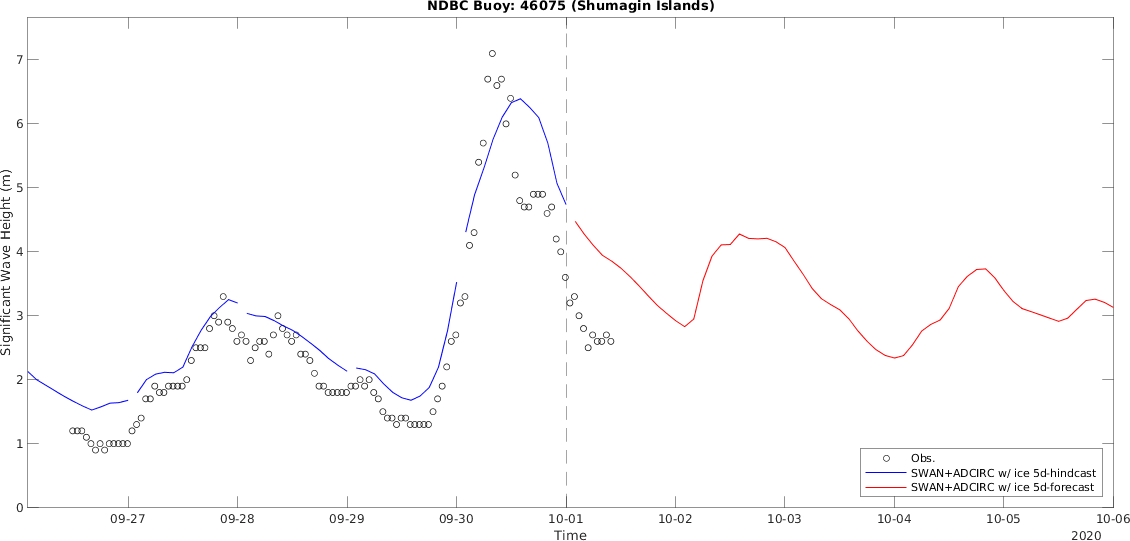 NDBC Buoy: 46075 (Shumagin Islands)
Significant Wave Height (m)
7
6
5
4
3
2
1
0
Obs.
SWAN+ADCIRC w/ ice 5d-hindcast
SWAN+ADCIRC w/ ice 5d-forecast
09-27 09-28 09-29 09-30 10-01 10-02 10-03 10-04 10-05 10-06
Time
2020